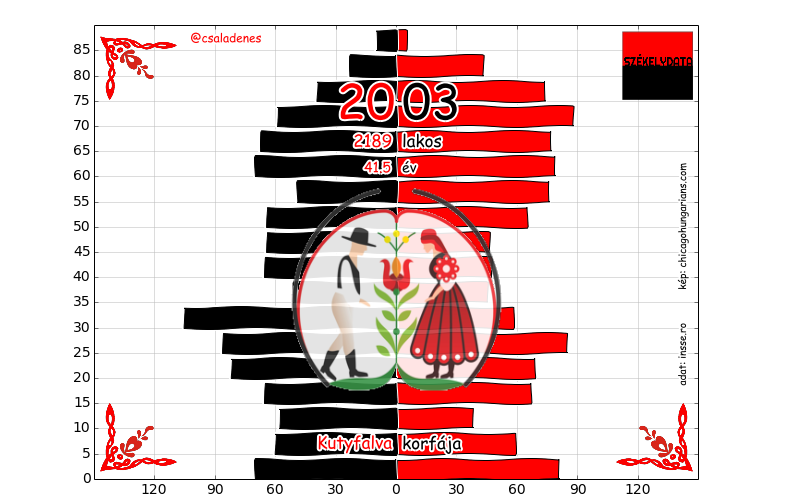 @csaladenes
SZÉKELYDATA
2003
2189 lakos
41.5 év
kép: chicagohungarians.com
adat: insse.ro
Kutyfalva korfája
85
80
75
70
65
60
55
50
45
40
35
30
25
20
15
10
5
0
120 90 60 30 0 30 60 90 120